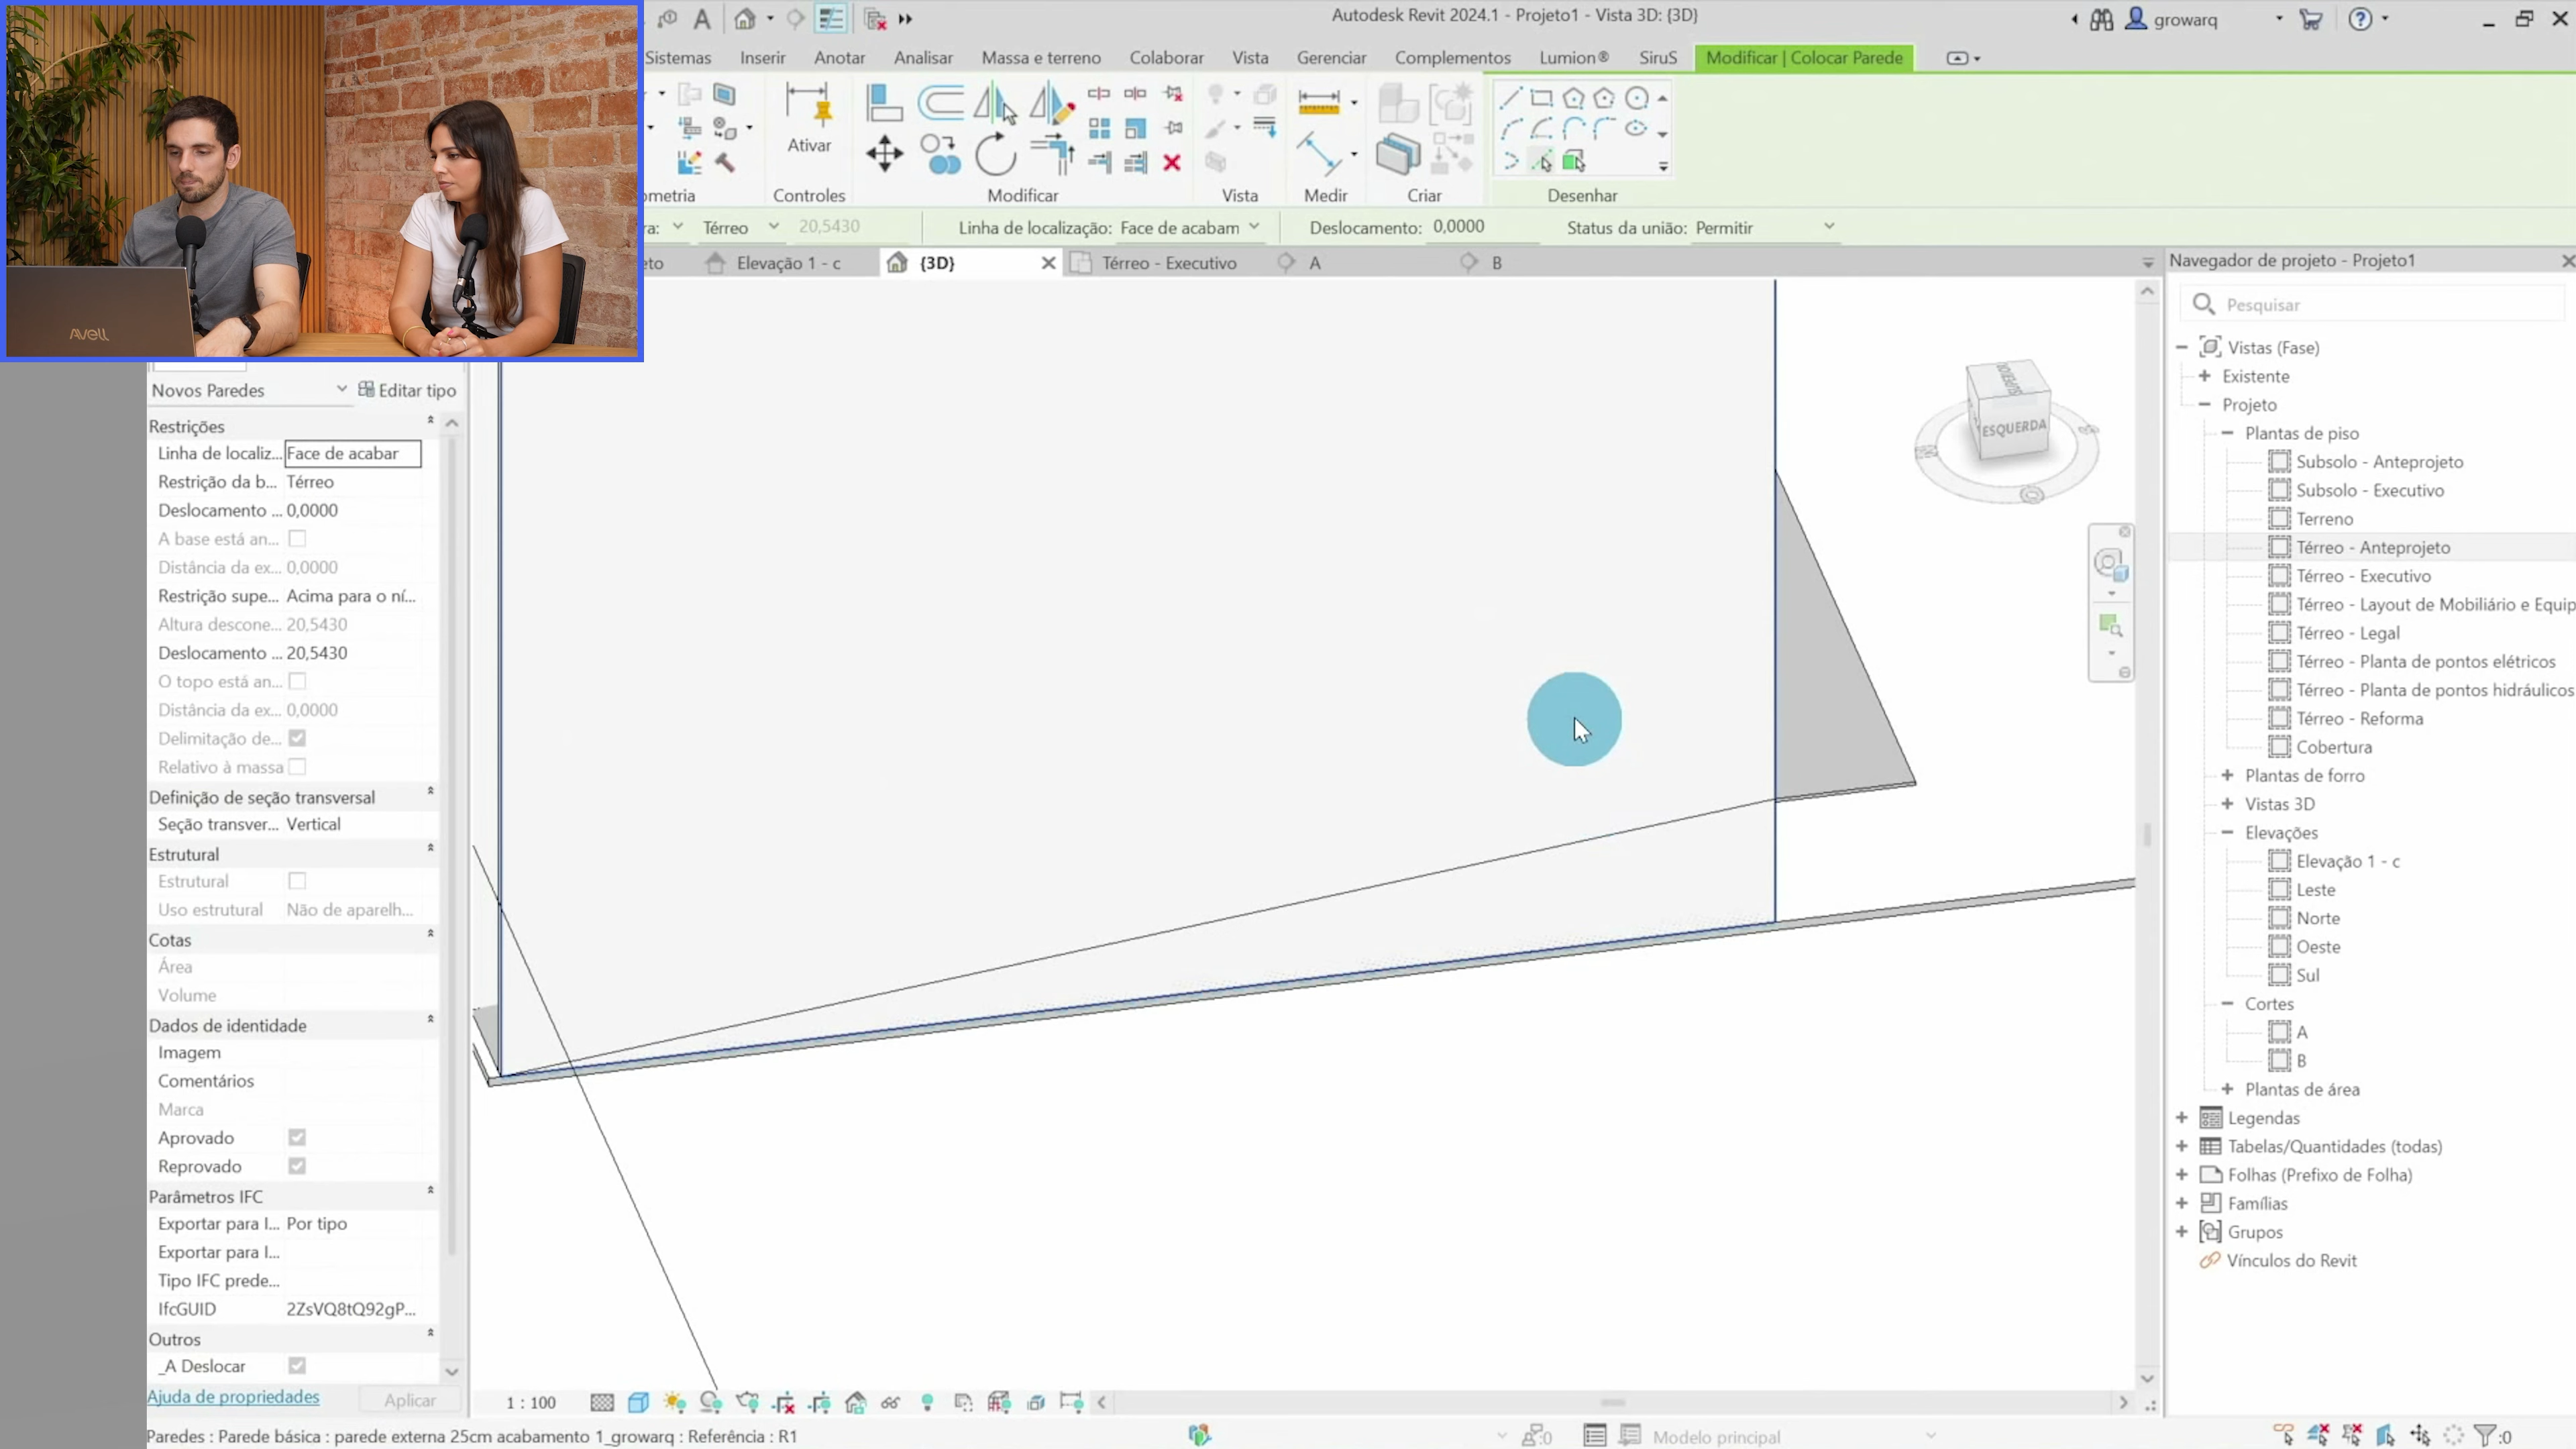 Autodesk Revit 2024.1 - Projeto1 - Vista 3D: {3D}
growarq
Sistemas Inserir Anotar Analisar Massa e terreno Colaborar Vista Gerenciar Complementos Lumion® SiruS Modificar | Colocar Parede
Ativar
ometria Controles Modificar Vista Medir Criar Desenhar
ra: Térreo 20,5430 Linha de localização: Face de acabam Deslocamento: 0,0000 Status da união: Permitir
eto Elevação 1 - c {3D} Térreo - Executivo A B
AVELL
Novos Paredes Editar tipo
Restrições
Linha de localiz... Face de acabar
Restrição da b... Térreo
Deslocamento ... 0,0000
A base está an...
Distância da ex... 0,0000
Restrição supe... Acima para o ní...
Altura descone... 20,5430
Deslocamento ... 20,5430
O topo está an...
Distância da ex... 0,0000
Delimitação de...
Relativo à massa
Definição de seção transversal
Seção transver... Vertical
Estrutural
Estrutural
Uso estrutural Não de aparelh...
Cotas
Área
Volume
Dados de identidade
Imagem
Comentários
Marca
Aprovado
Reprovado
Parâmetros IFC
Exportar para I... Por tipo
Exportar para I...
Tipo IFC prede...
IfcGUID 2ZsVQ8tQ92gP...
Outros
_A Deslocar
Ajuda de propriedades Aplicar
SUPERIOR
ESQUERDA
1 : 100
Paredes : Parede básica : parede externa 25cm acabamento 1_growarq : Referência : R1
:0
Modelo principal
:0
Navegador de projeto - Projeto1
Pesquisar
Vistas (Fase)
Existente
Projeto
Plantas de piso
Subsolo - Anteprojeto
Subsolo - Executivo
Terreno
Térreo - Anteprojeto
Térreo - Executivo
Térreo - Layout de Mobiliário e Equip
Térreo - Legal
Térreo - Planta de pontos elétricos
Térreo - Planta de pontos hidráulicos
Térreo - Reforma
Cobertura
Plantas de forro
Vistas 3D
Elevações
Elevação 1 - c
Leste
Norte
Oeste
Sul
Cortes
A
B
Plantas de área
Legendas
Tabelas/Quantidades (todas)
Folhas (Prefixo de Folha)
Famílias
Grupos
Vínculos do Revit